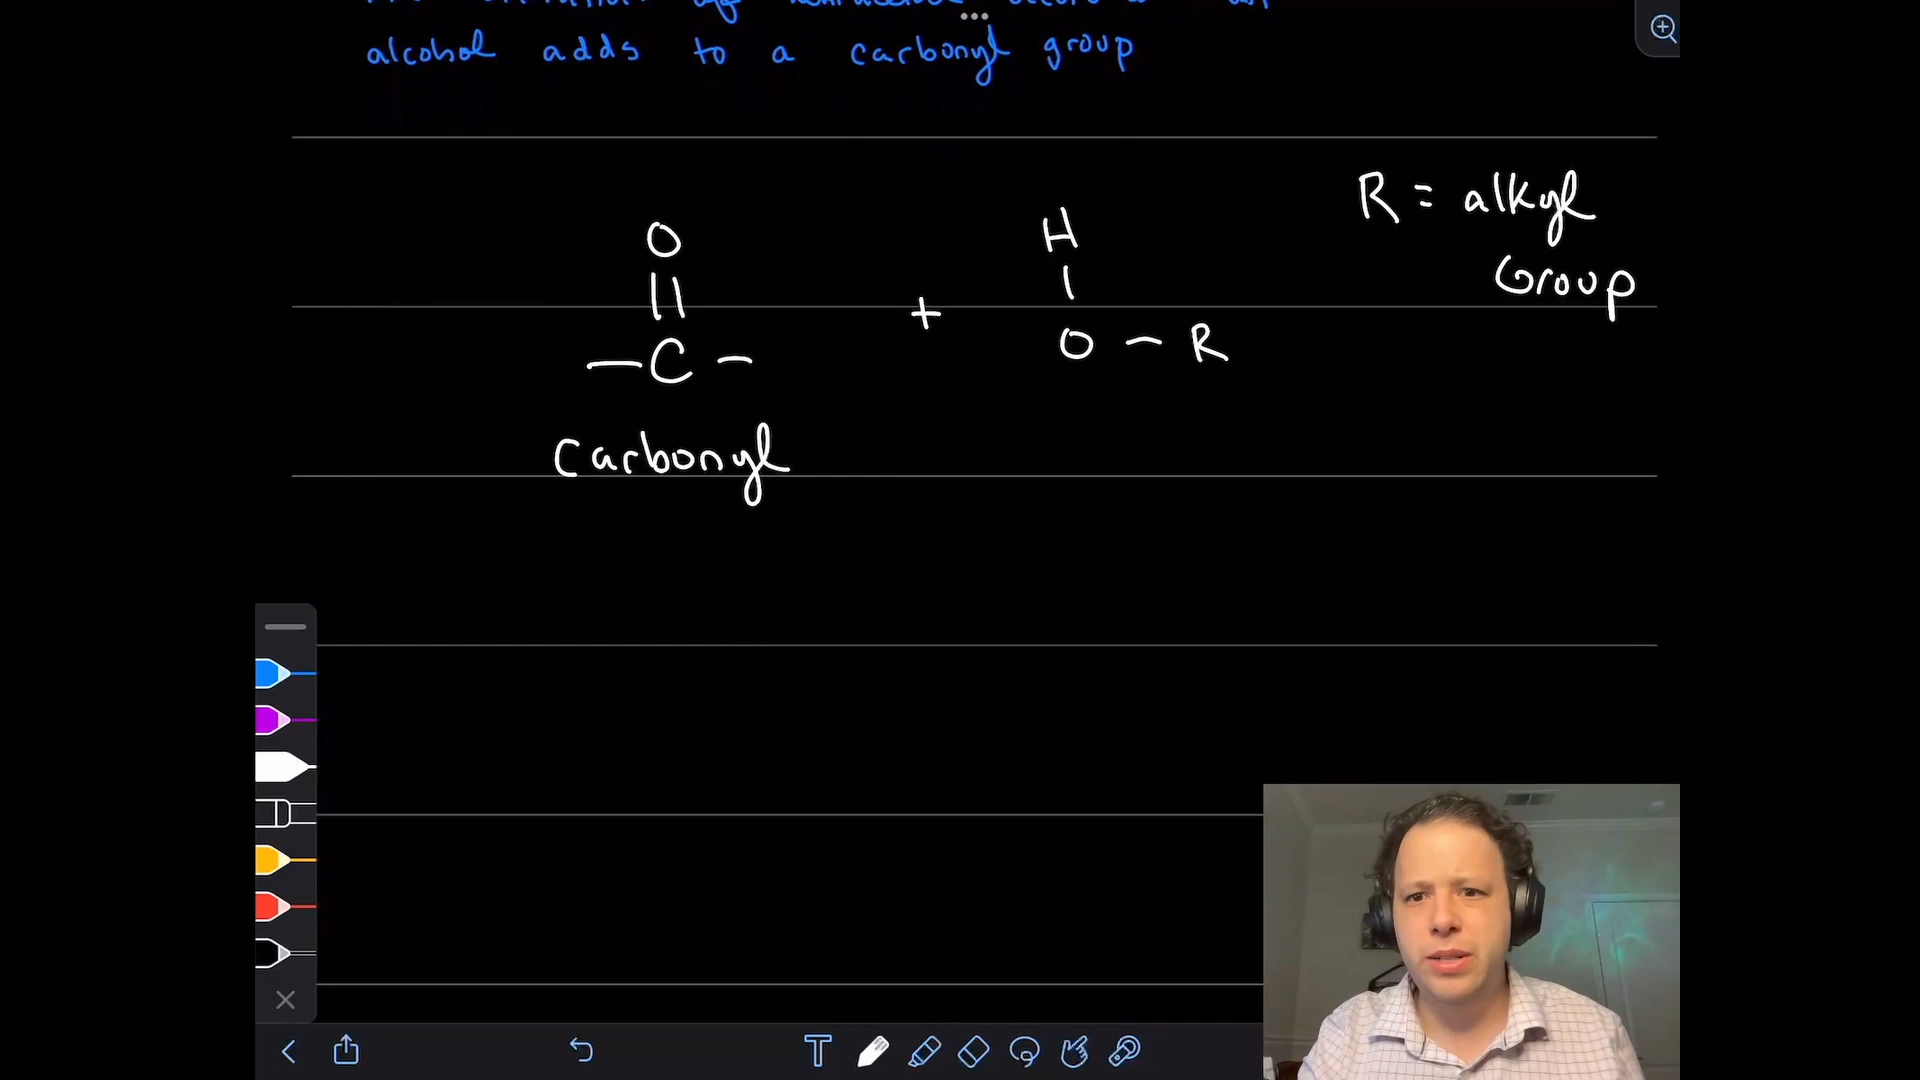 alcohol adds to a carbonyl group
R = alkyl
Group
O
||
— C —
+
H
|
O — R
Carbonyl